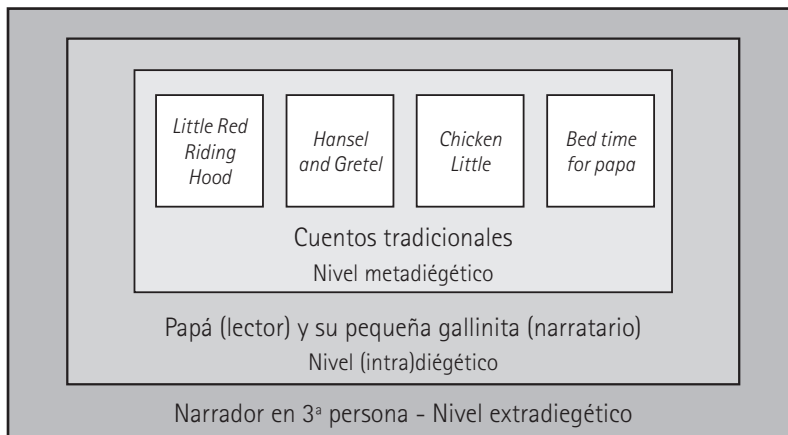 Little Red
Riding
Hood
Hansel
and Gretel
Chicken
Little
Bed time
for papa
Cuentos tradicionales
Nivel metadiégético
Papá (lector) y su pequeña gallinita (narratario)
Nivel (intra)diégético
Narrador en 3ª persona - Nivel extradiegético